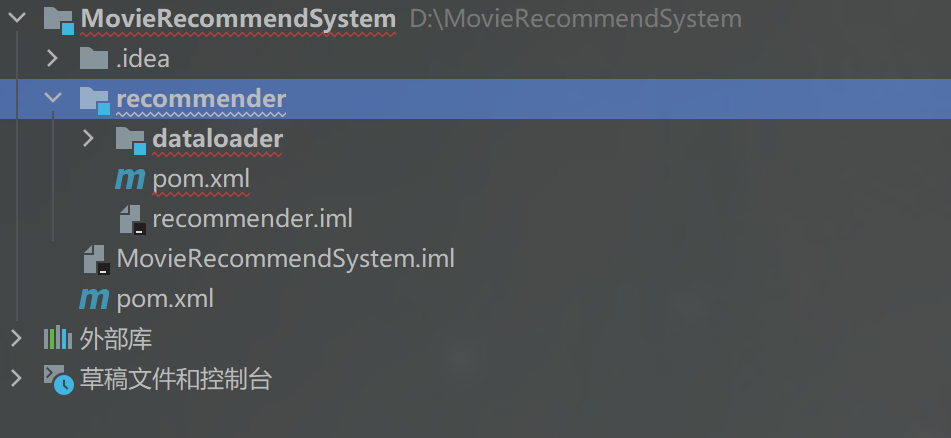 MovieRecommendSystem D:\MovieRecommendSystem
.idea
recommender
dataloader
m pom.xml
recommender.iml
MovieRecommendSystem.iml
m pom.xml
外部库
草稿文件和控制台